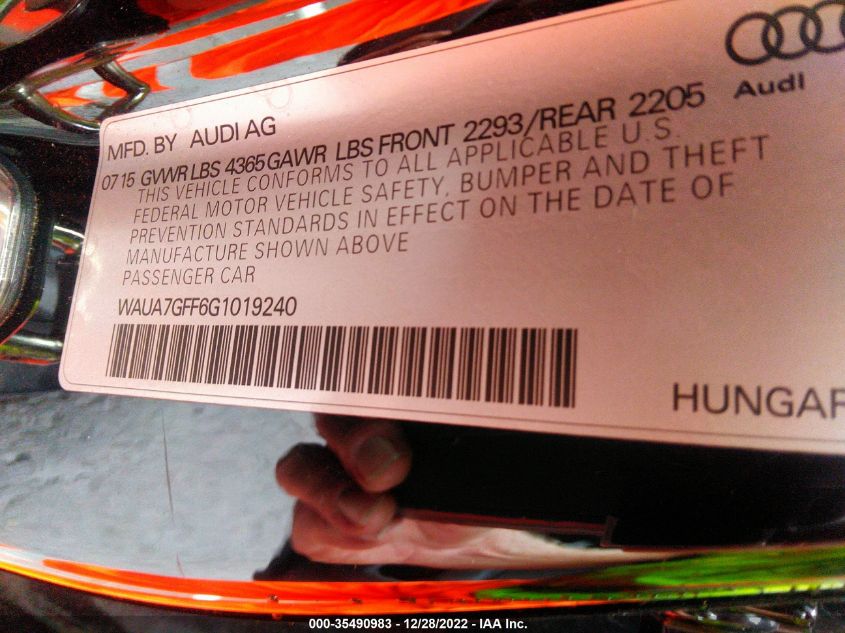 Audi
MFD. BY AUDI AG
07 15 GVWR LBS 4365 GAWR LBS FRONT 2293/REAR 2205
THIS VEHICLE CONFORMS TO ALL APPLICABLE U.S.
FEDERAL MOTOR VEHICLE SAFETY, BUMPER AND THEFT
PREVENTION STANDARDS IN EFFECT ON THE DATE OF
MANUFACTURE SHOWN ABOVE
PASSENGER CAR
WAUA7GFF6G1019240
HUNGAR
000-35490983 - 12/28/2022 - IAA Inc.